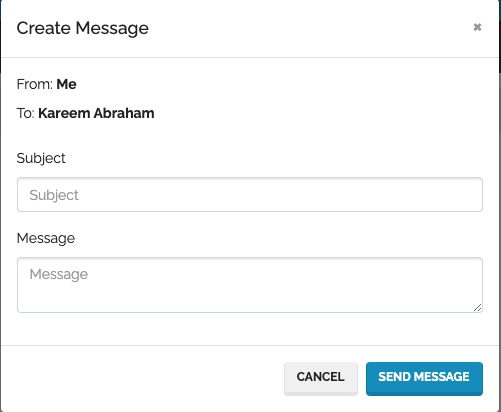 Create Message ×
From: Me
To: Kareem Abraham
Subject
Subject
Message
Message
CANCEL SEND MESSAGE